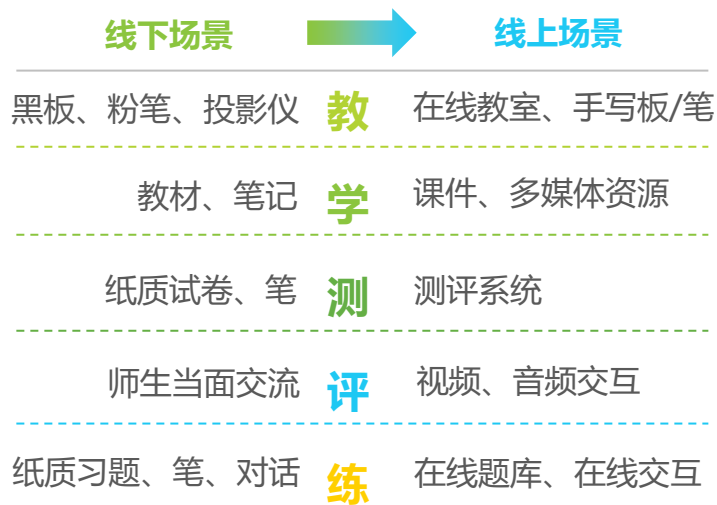 线下场景 线上场景
黑板、粉笔、投影仪 教 在线教室、手写板/笔
教材、笔记 学 课件、多媒体资源
纸质试卷、笔 测 测评系统
师生当面交流 评 视频、音频交互
纸质习题、笔、对话 练 在线题库、在线交互